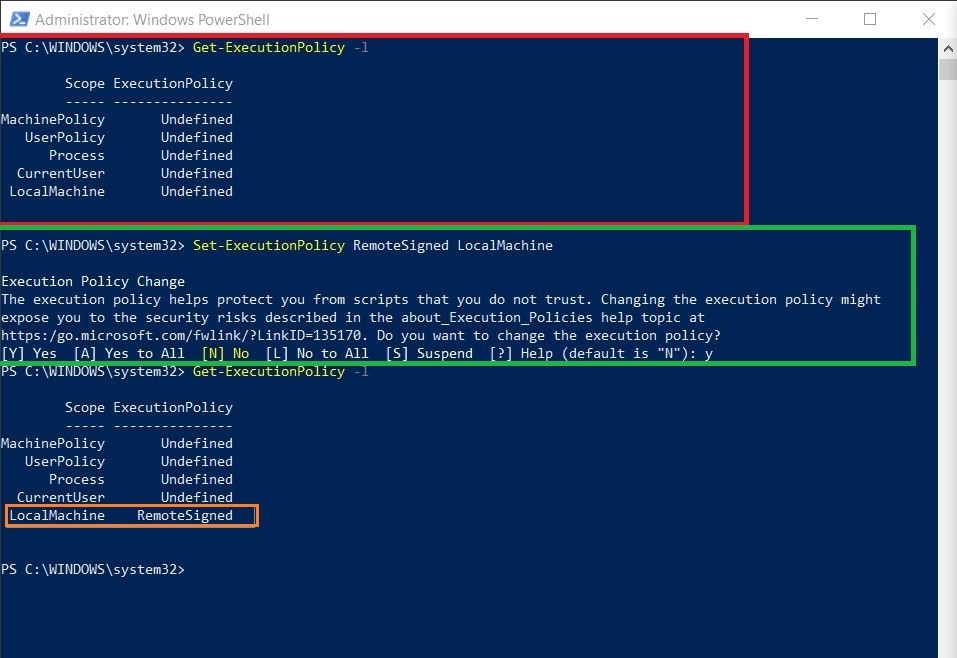 Administrator: Windows PowerShell
PS C:\WINDOWS\system32> Get-ExecutionPolicy -l
Scope ExecutionPolicy
----- ---------------
MachinePolicy Undefined
UserPolicy Undefined
Process Undefined
CurrentUser Undefined
LocalMachine Undefined
PS C:\WINDOWS\system32> Set-ExecutionPolicy RemoteSigned LocalMachine
Execution Policy Change
The execution policy helps protect you from scripts that you do not trust. Changing the execution policy might
expose you to the security risks described in the about_Execution_Policies help topic at
https:/go.microsoft.com/fwlink/?LinkID=135170. Do you want to change the execution policy?
[Y] Yes [A] Yes to All [N] No [L] No to All [S] Suspend [?] Help (default is "N"): y
PS C:\WINDOWS\system32> Get-ExecutionPolicy -l
Scope ExecutionPolicy
----- ---------------
MachinePolicy Undefined
UserPolicy Undefined
Process Undefined
CurrentUser Undefined
LocalMachine RemoteSigned
PS C:\WINDOWS\system32>